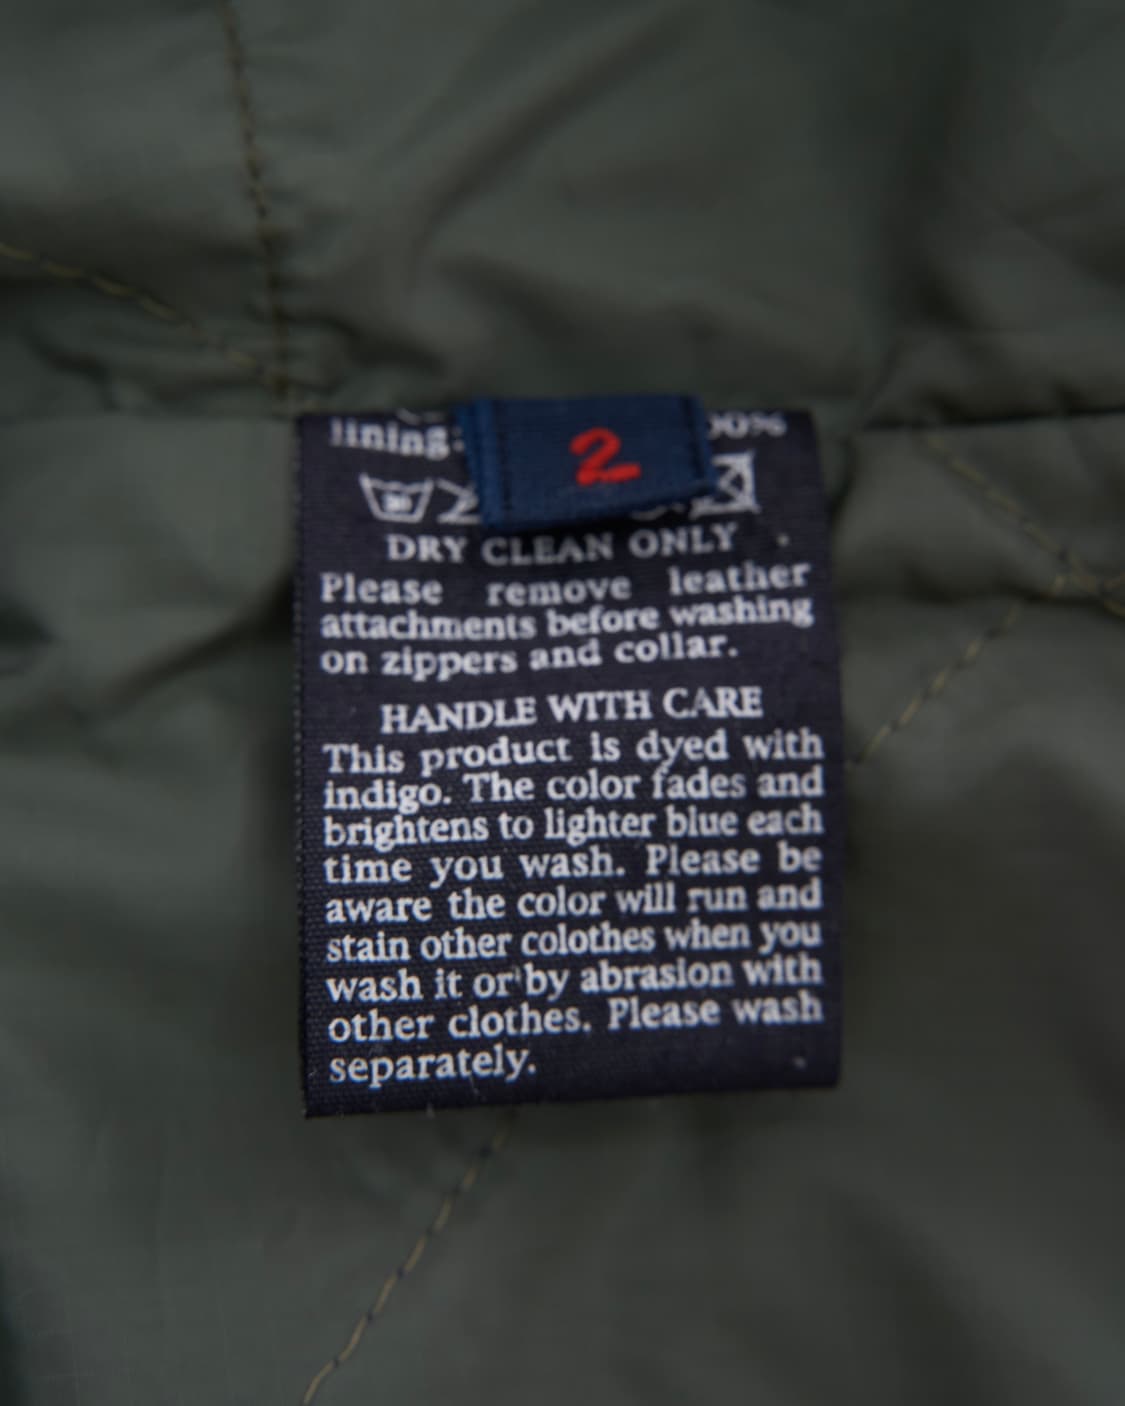 lining:
2
00%
DRY CLEAN ONLY
Please remove leather
attachments before washing
on zippers and collar.
HANDLE WITH CARE
This product is dyed with
indigo. The color fades and
brightens to lighter blue each
time you wash. Please be
aware the color will run and
stain other colothes when you
wash it or by abrasion with
other clothes. Please wash
separately.